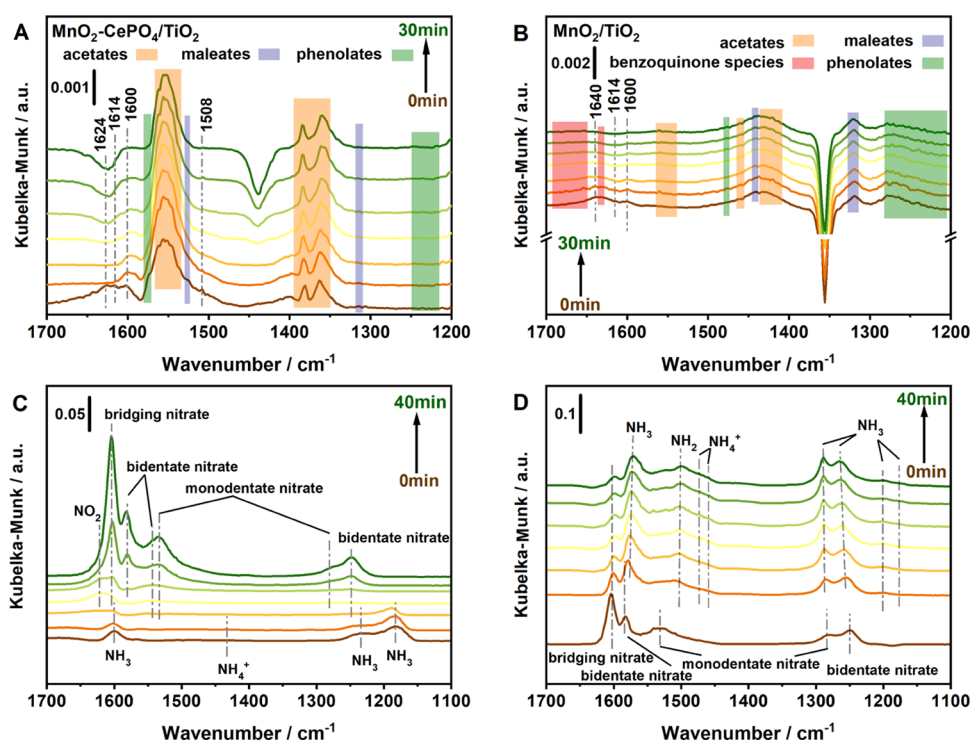 A
MnO2-CePO4/TiO2
30min
acetates
maleates
phenolates
0.001
0min
1624
1614
1600
1508
Kubelka-Munk / a.u.
1700 1600 1500 1400 1300 1200
Wavenumber / cm-1
B
MnO2/TiO2
acetates
maleates
0.002
benzoquinone species
phenolates
1640
1614
1600
30min
0min
Kubelka-Munk / a.u.
1700 1600 1500 1400 1300 1200
Wavenumber / cm-1
C
0.05
40min
bridging nitrate
0min
bidentate nitrate
monodentate nitrate
NO2
bidentate nitrate
NH3
NH4+
NH3
NH3
Kubelka-Munk / a.u.
1700 1600 1500 1400 1300 1200 1100
Wavenumber / cm-1
D
0.1
40min
NH3
NH2
NH4+
NH3
0min
bridging nitrate
monodentate nitrate
bidentate nitrate
bidentate nitrate
Kubelka-Munk / a.u.
1700 1600 1500 1400 1300 1200 1100
Wavenumber / cm-1